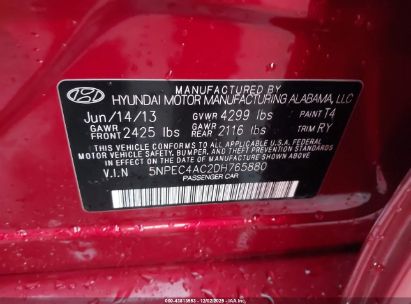 MANUFACTURED BY
HYUNDAI MOTOR MANUFACTURING ALABAMA, LLC
Jun/14/13 GVWR 4299 lbs PAINT T4
GAWR FRONT 2425 lbs GAWR REAR 2116 lbs TRIM RY
THIS VEHICLE CONFORMS TO ALL APPLICABLE FEDERAL
MOTOR VEHICLE SAFETY, BUMPER, AND THEFT PREVENTION STANDARDS
IN EFFECT ON THE DATE OF MANUFACTURE SHOWN ABOVE.
V.I.N 5NPEC4AC2DH765880
PASSENGER CAR